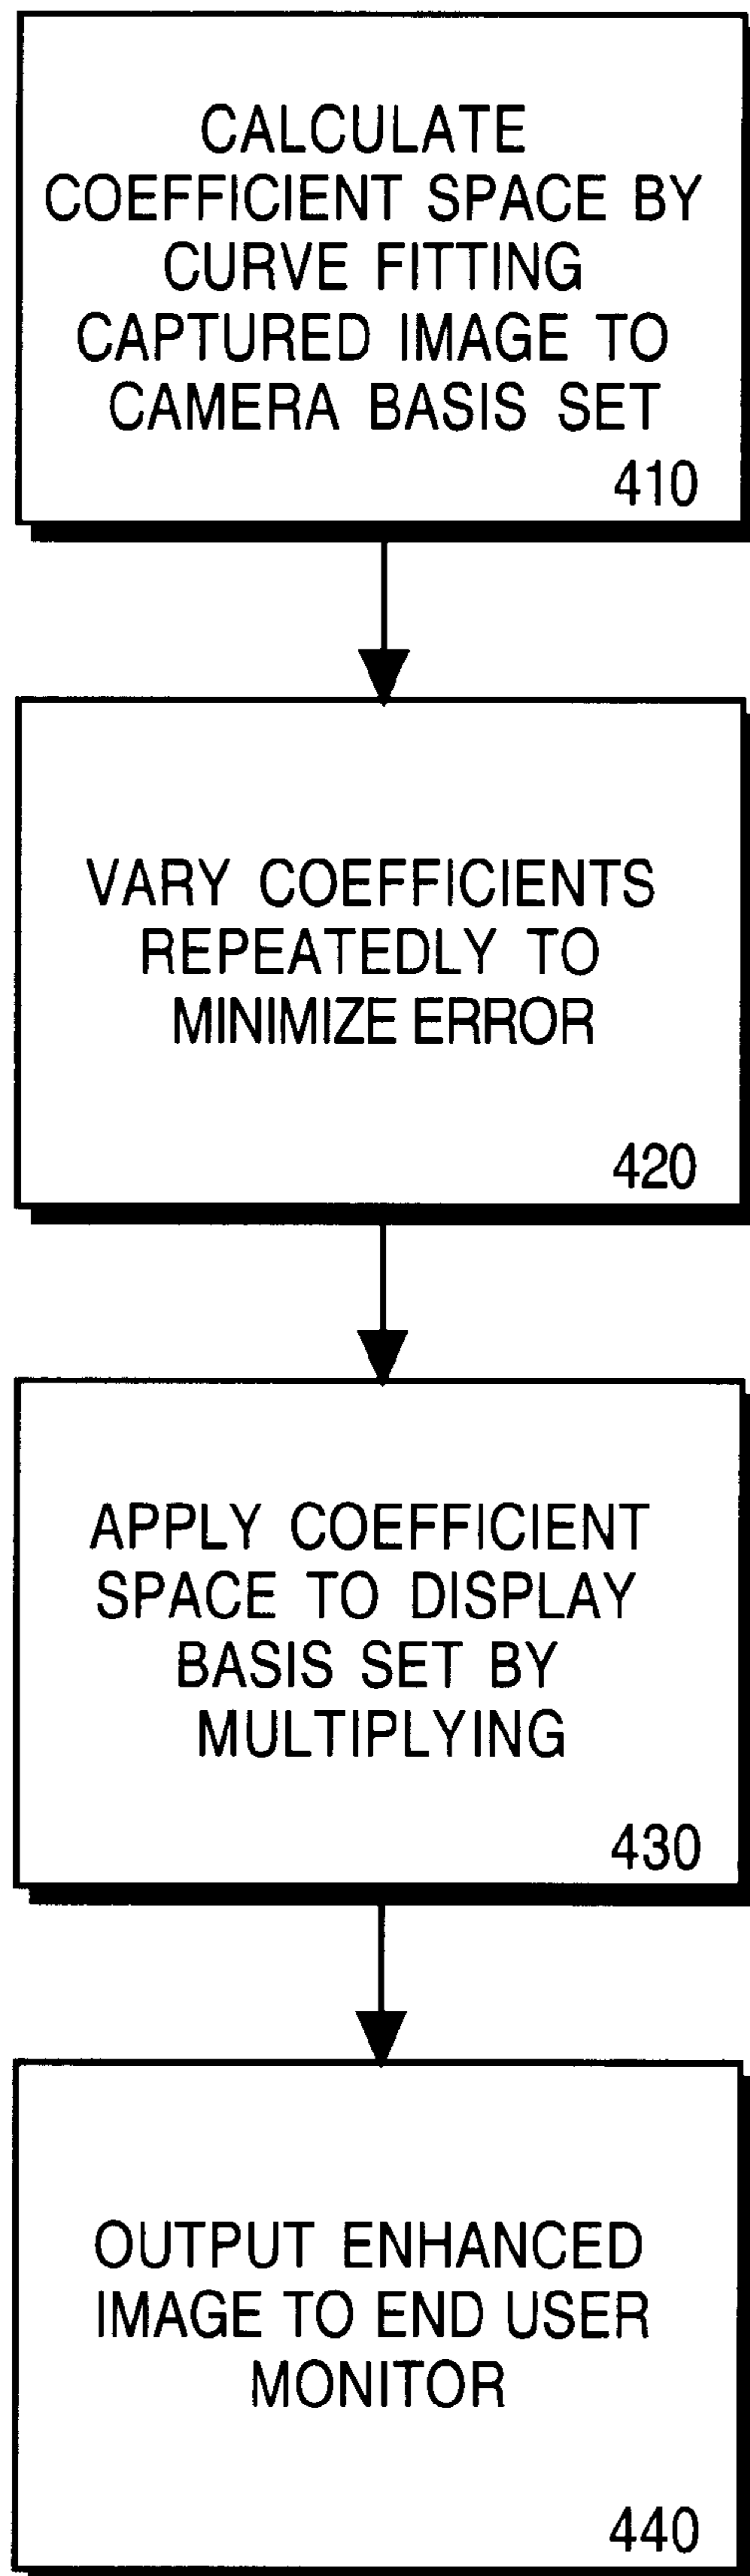 CALCULATE
COEFFICIENT SPACE BY
CURVE FITTING
CAPTURED IMAGE TO
CAMERA BASIS SET
410
VARY COEFFICIENTS
REPEATEDLY TO
MINIMIZE ERROR
420
APPLY COEFFICIENT
SPACE TO DISPLAY
BASIS SET BY
MULTIPLYING
430
OUTPUT ENHANCED
IMAGE TO END USER
MONITOR
440